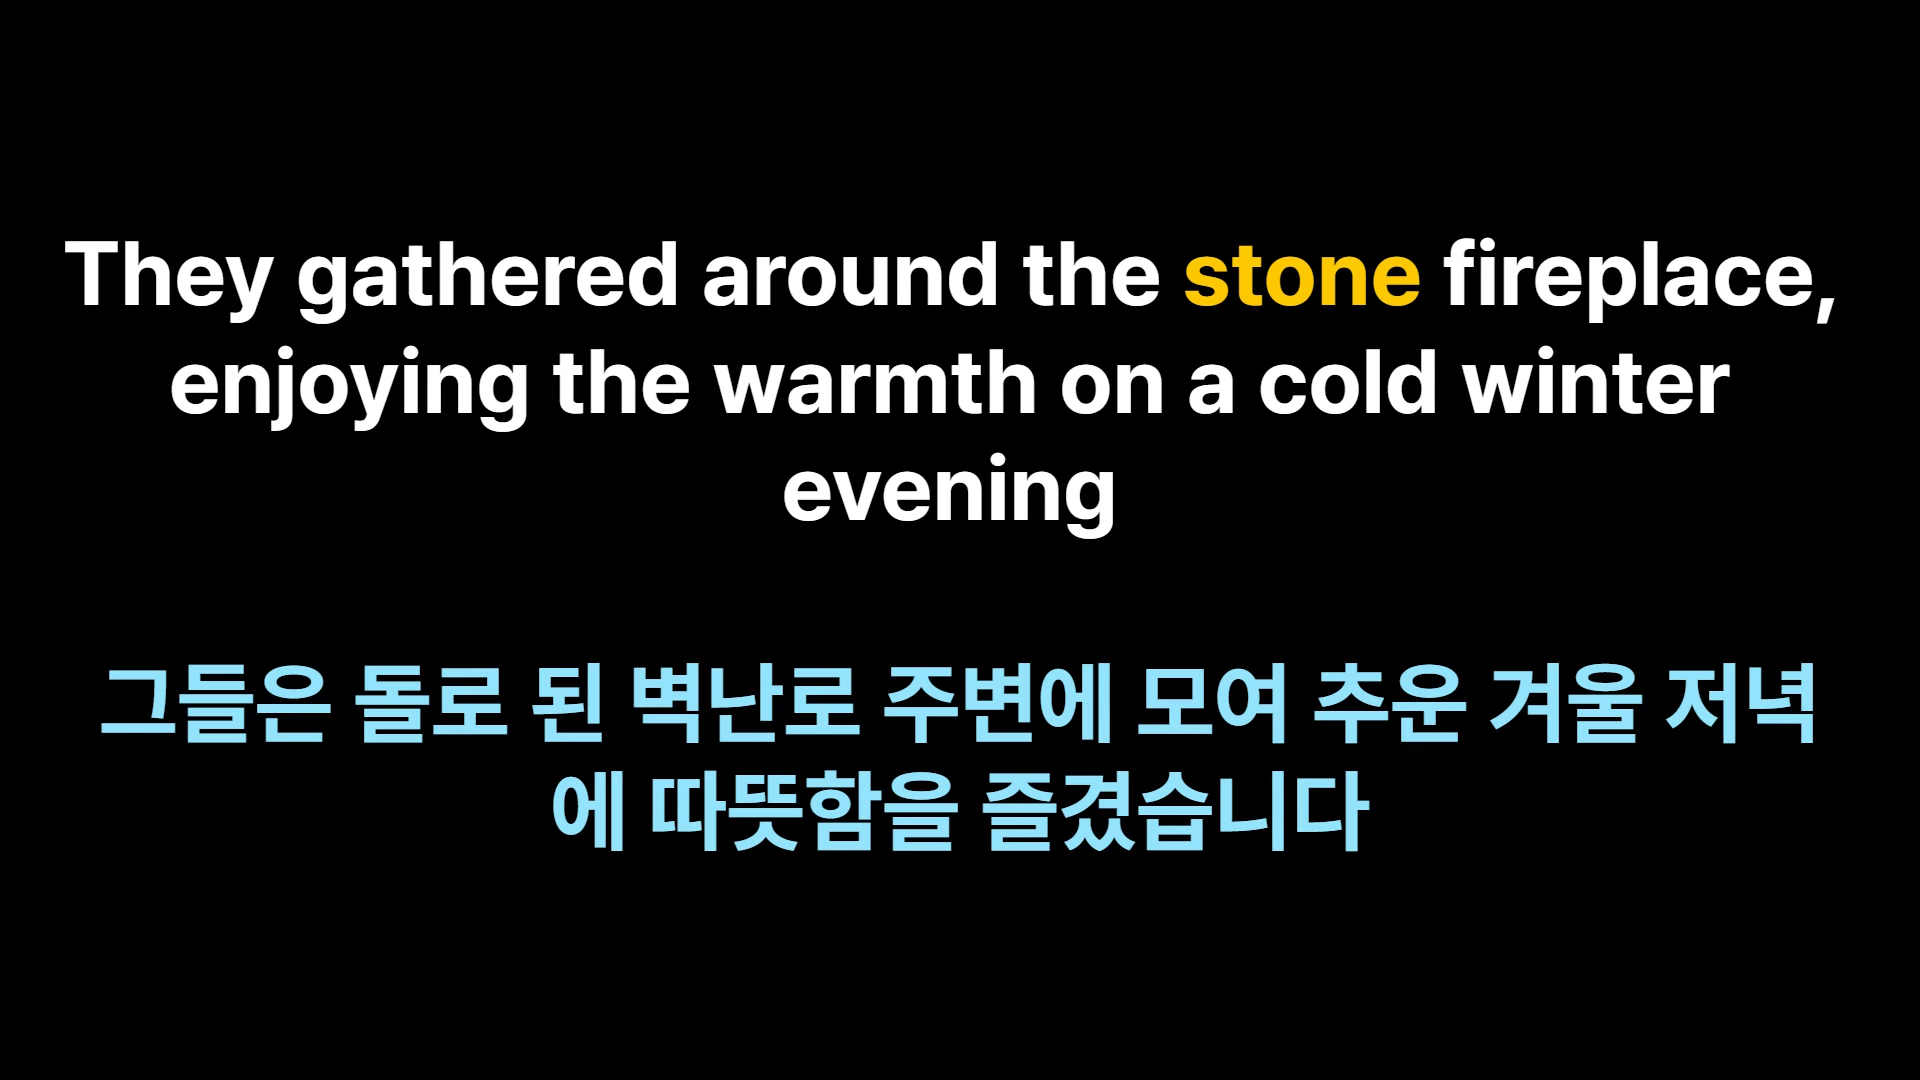 They gathered around the stone fireplace,
enjoying the warmth on a cold winter
evening
그들은 돌로 된 벽난로 주변에 모여 추운 겨울 저녁
에 따뜻함을 즐겼습니다